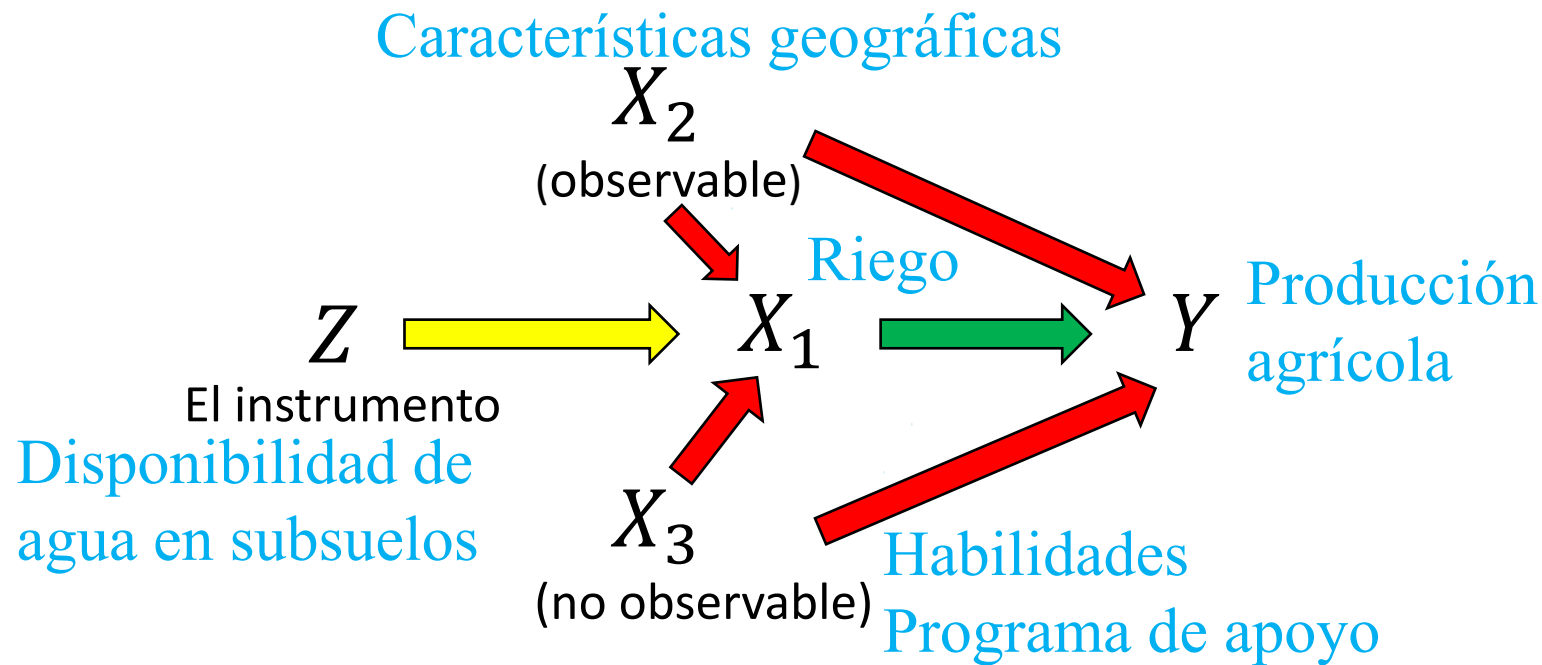 Características geográficas
X₂
(observable)
Riego
Z
X₁
Y
Producción
agrícola
El instrumento
Disponibilidad de
agua en subsuelos
X₃
(no observable)
Habilidades
Programa de apoyo